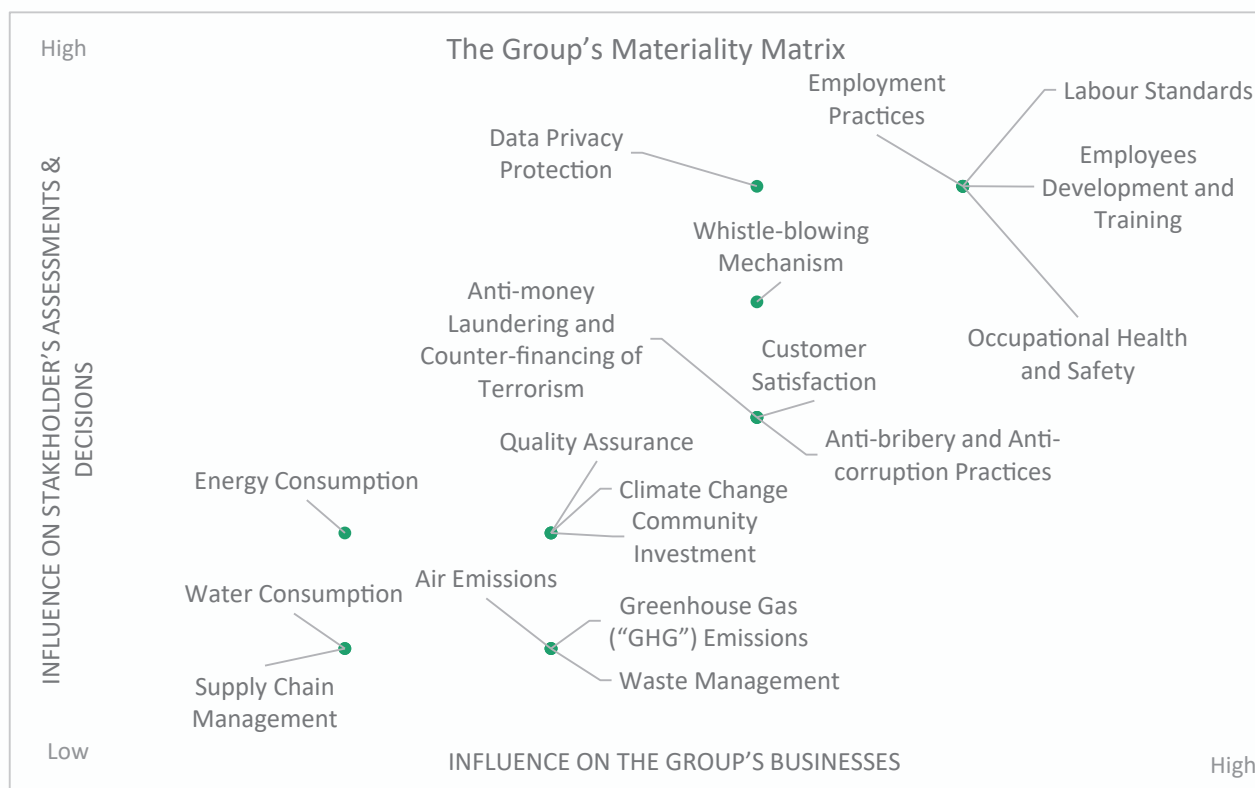 High
The Group’s Materiality Matrix
Employment
Practices
Labour Standards
Data Privacy
Protection
Employees
Development and
Training
Whistle-blowing
Mechanism
Anti-money
Laundering and
Counter-financing of
Terrorism
Customer
Satisfaction
Occupational Health
and Safety
Quality Assurance
Anti-bribery and Anti-
corruption Practices
Energy Consumption
Climate Change
Community
Investment
Air Emissions
Water Consumption
Greenhouse Gas
(“GHG”) Emissions
Waste Management
Supply Chain
Management
INFLUENCE ON STAKEHOLDER’S ASSESSMENTS &
DECISIONS
Low
INFLUENCE ON THE GROUP’S BUSINESSES
High